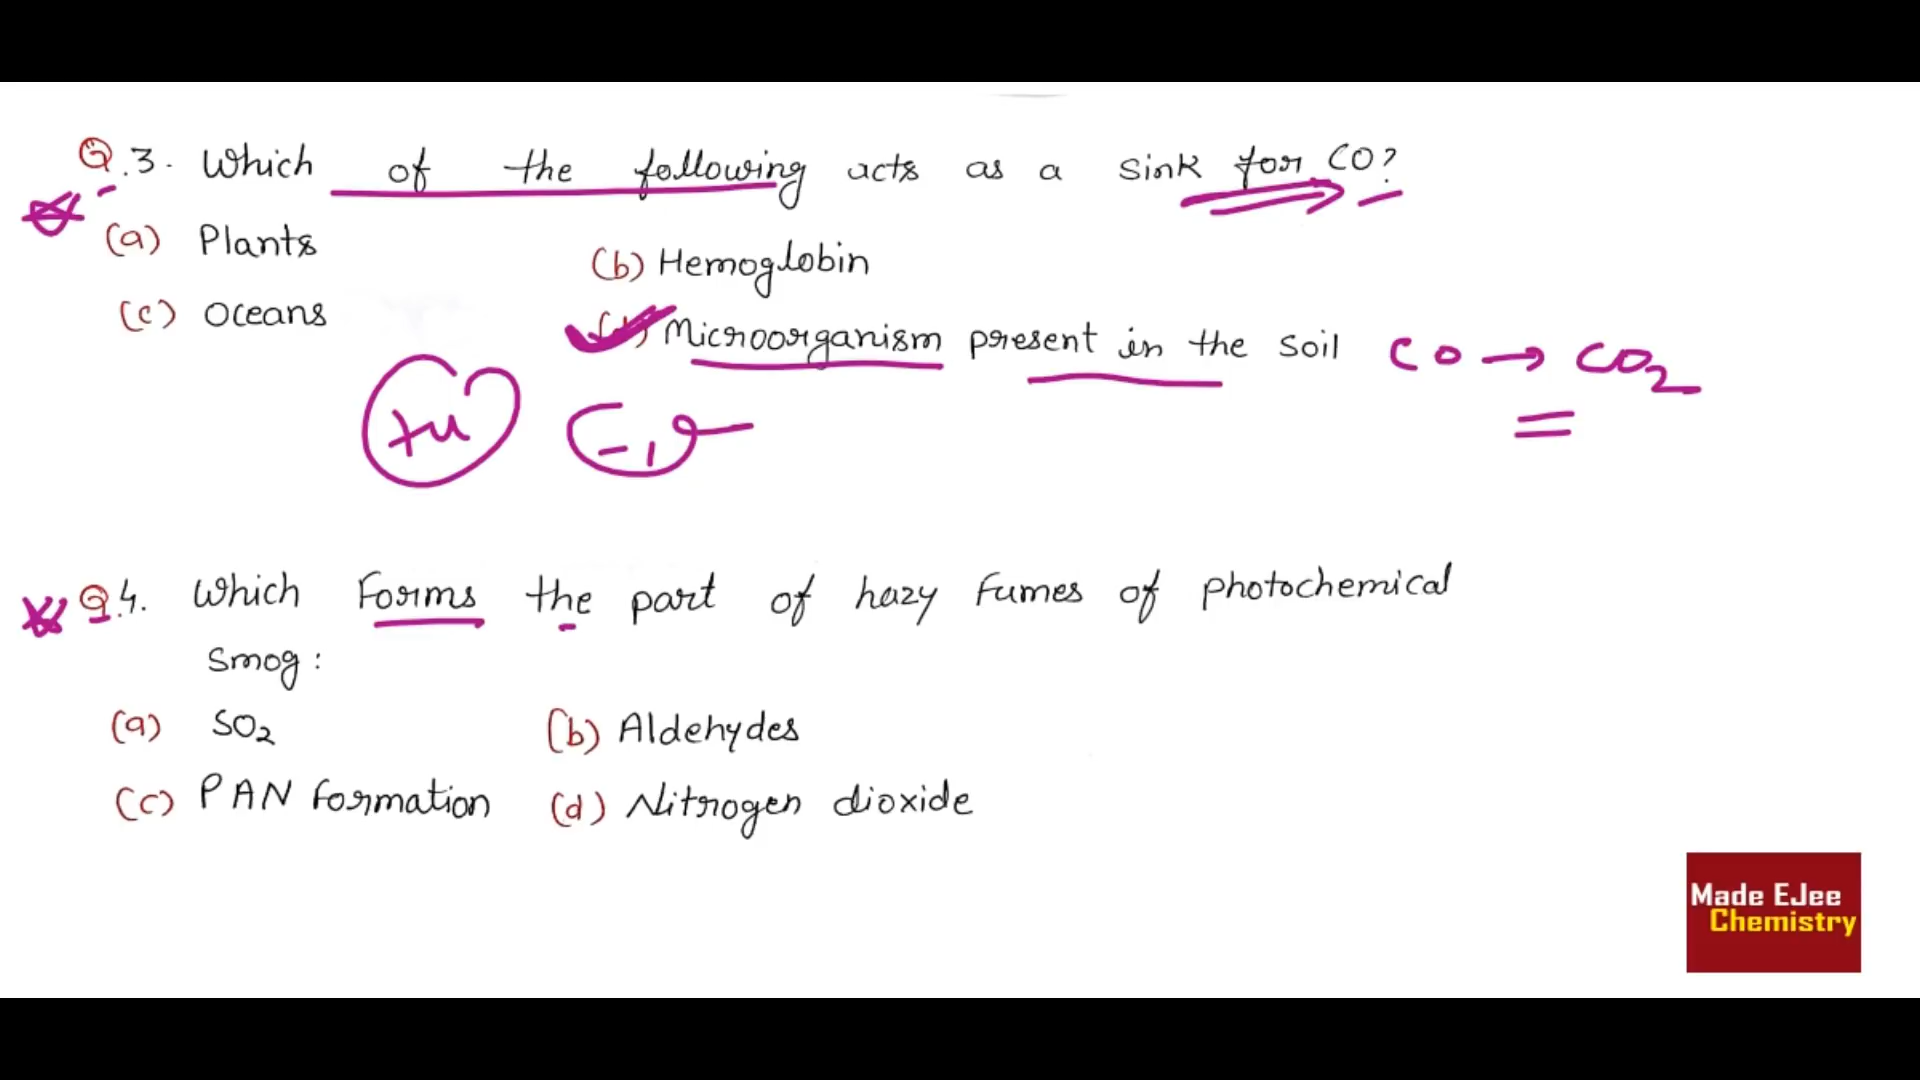 Q.3. Which of the following acts as a sink for CO?
(a) Plants
(b) Hemoglobin
(c) Oceans
(d) Microorganism present in the soil CO → CO2
Q.4. Which Forms the part of hazy Fumes of photochemical
Smog:
(a) SO2 (b) Aldehydes
(c) PAN Formation (d) Nitrogen dioxide
Made EJee
Chemistry